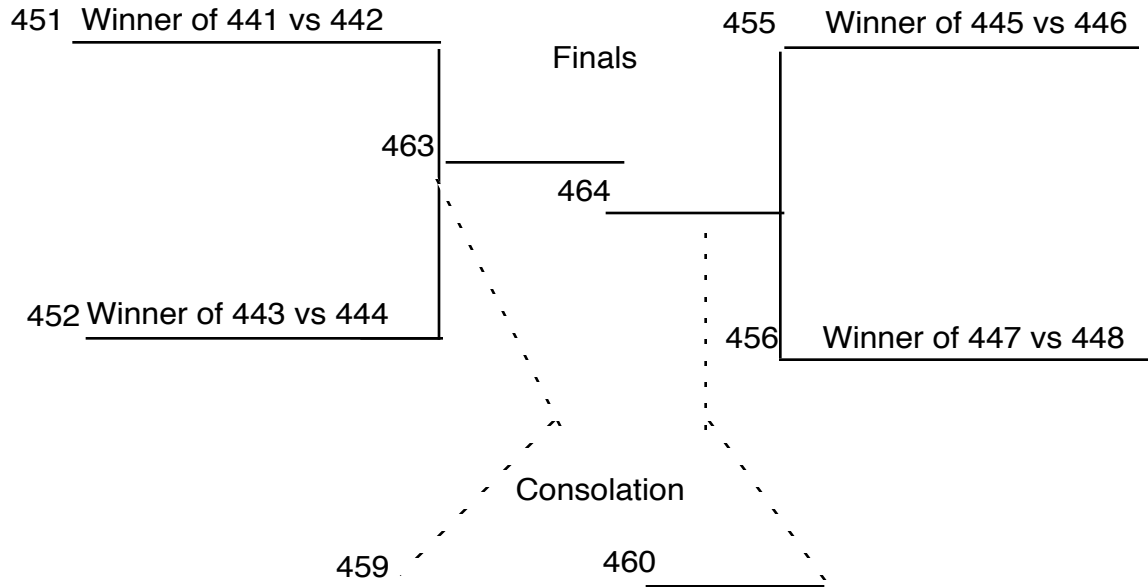 451 Winner of 441 vs 442
455 Winner of 445 vs 446
Finals
463
464
452 Winner of 443 vs 444
456 Winner of 447 vs 448
Consolation
459
460